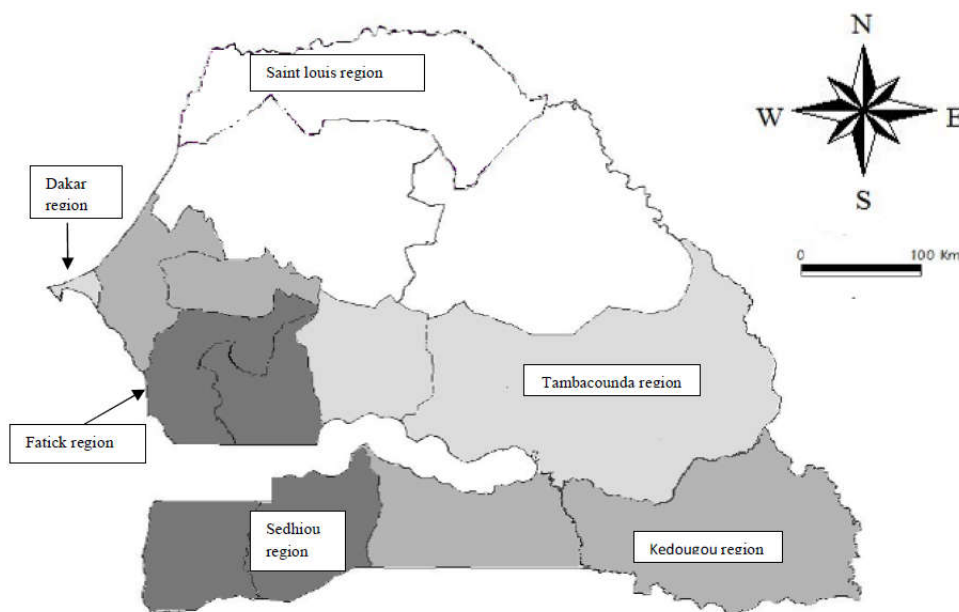 Saint louis region
N
W E
S
Dakar
region
0 100 Km
Tambacounda region
Fatick region
Sedhiou
region
Kedougou region